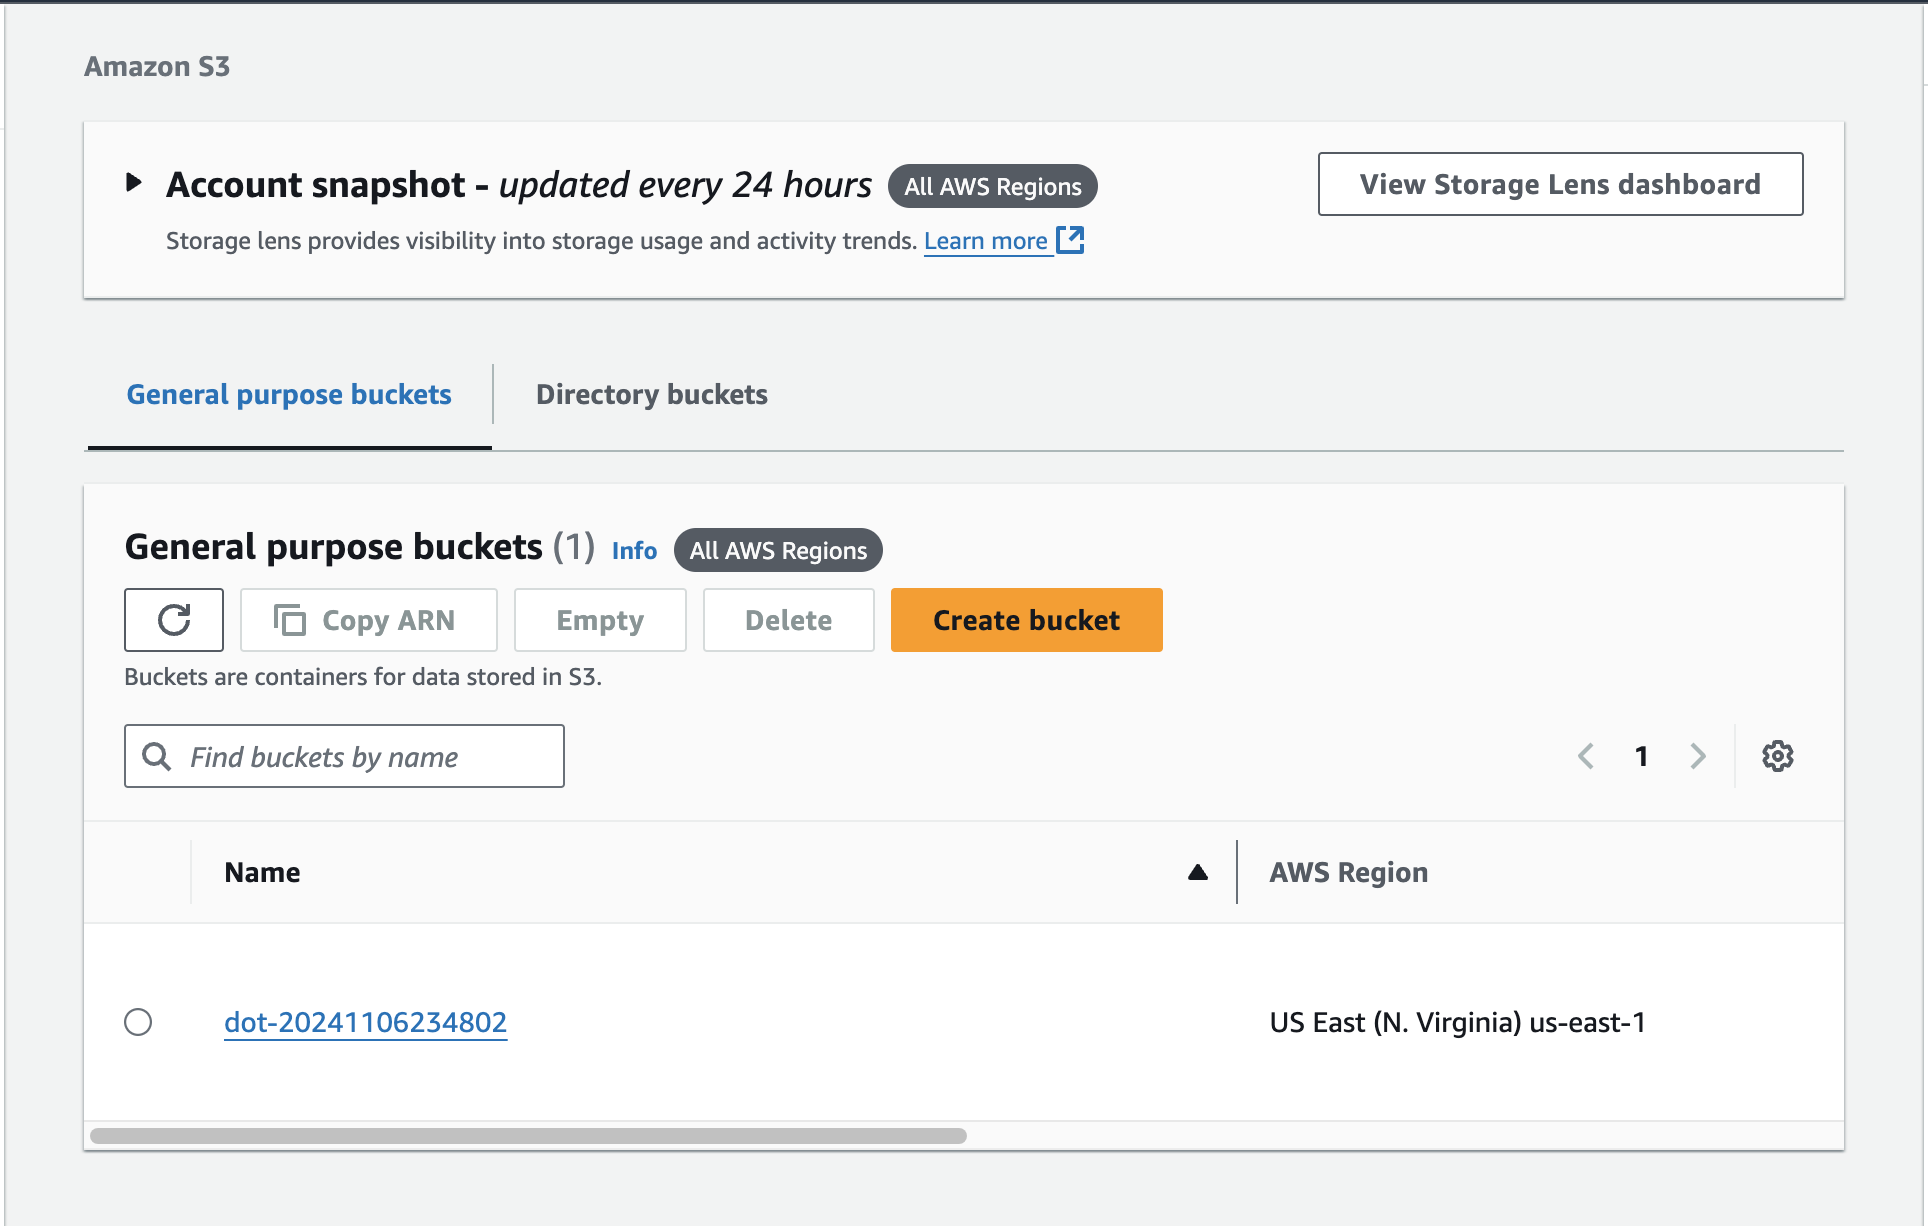 Amazon S3
Account snapshot - updated every 24 hours All AWS Regions
View Storage Lens dashboard
Storage lens provides visibility into storage usage and activity trends. Learn more
General purpose buckets
Directory buckets
General purpose buckets (1) Info All AWS Regions
Copy ARN
Empty
Delete
Create bucket
Buckets are containers for data stored in S3.
Find buckets by name
1
Name
AWS Region
dot-20241106234802
US East (N. Virginia) us-east-1